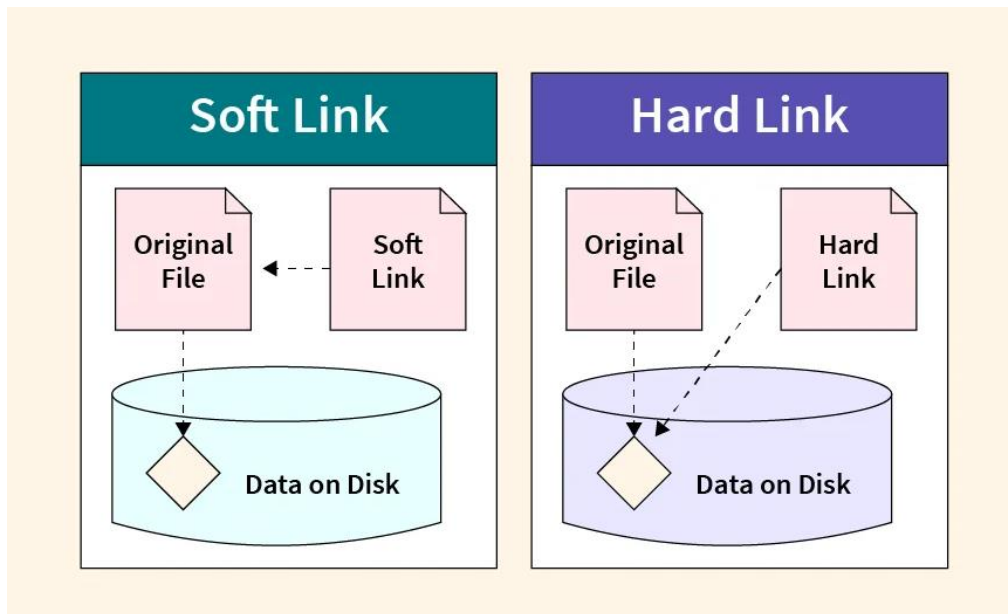 Soft Link
Original
File
Soft
Link
Data on Disk
Hard Link
Original
File
Hard
Link
Data on Disk